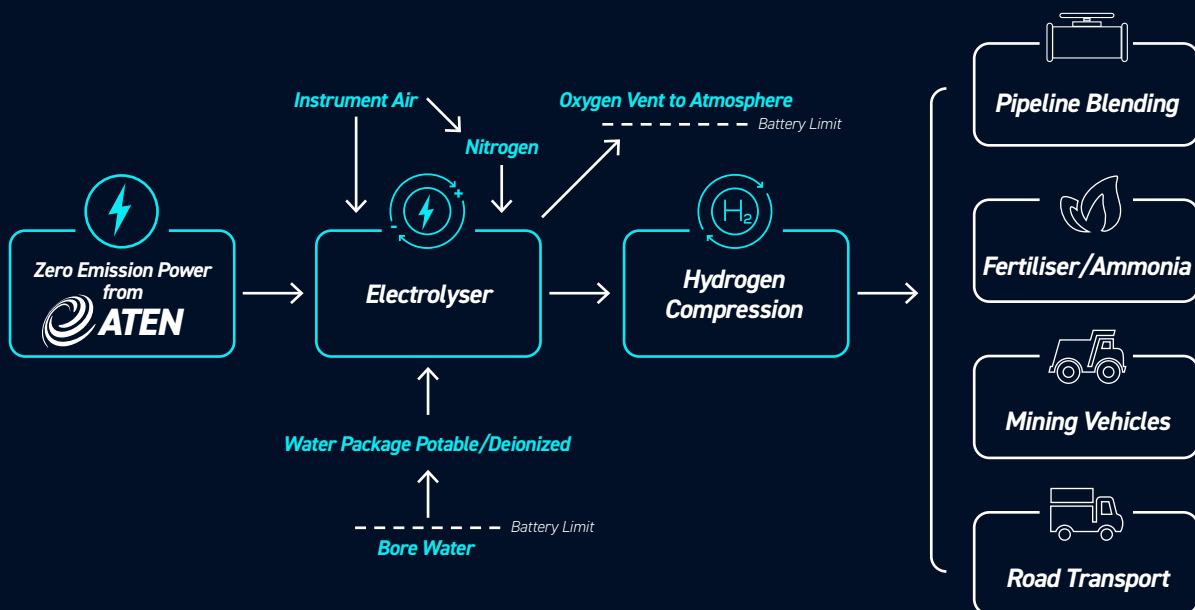 Instrument Air
Oxygen Vent to Atmosphere
Battery Limit
Nitrogen
Zero Emission Power
from
ATEN
- +
Electrolyser
H₂
Hydrogen
Compression
Water Package Potable/Deionized
Battery Limit
Bore Water
Pipeline Blending
Fertiliser/Ammonia
Mining Vehicles
Road Transport